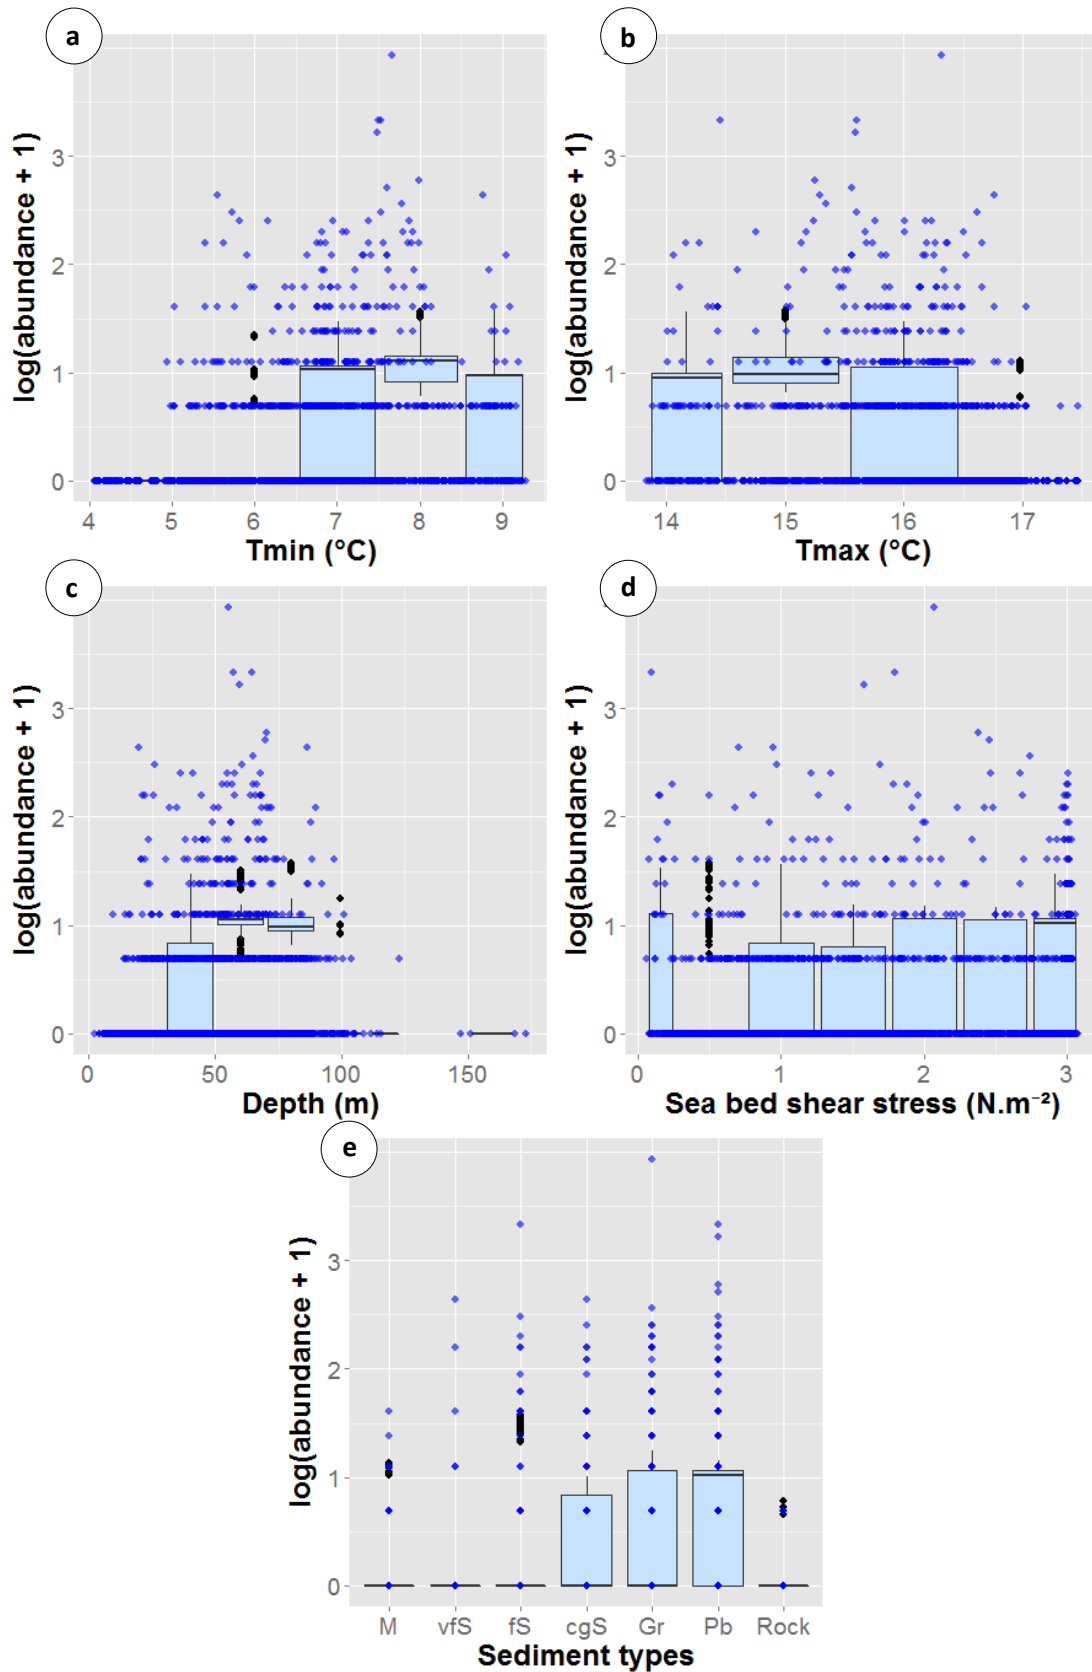 a
b
log(abundance + 1)
3
2
1
0
4
5
6
7
8
9
Tmin (°C)
log(abundance + 1)
3
2
1
0
14
15
16
17
Tmax (°C)
c
d
log(abundance + 1)
3
2
1
0
0
50
100
150
Depth (m)
log(abundance + 1)
3
2
1
0
0
1
2
3
Sea bed shear stress (N.m⁻²)
e
log(abundance + 1)
3
2
1
0
M
vfS
fS
cgS
Gr
Pb
Rock
Sediment types